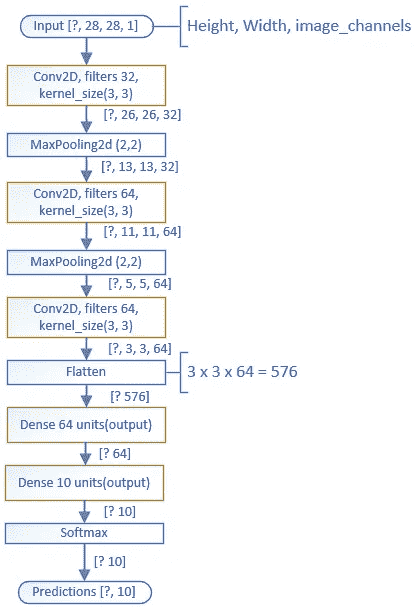 Input [?, 28, 28, 1]
Height, Width, image_channels
Conv2D, filters 32,
kernel_size(3, 3)
[?, 26, 26, 32]
MaxPooling2d (2,2)
[?, 13, 13, 32]
Conv2D, filters 64,
kernel_size(3, 3)
[?, 11, 11, 64]
MaxPooling2d (2,2)
[?, 5, 5, 64]
Conv2D, filters 64,
kernel_size(3, 3)
[?, 3, 3, 64]
Flatten
3 x 3 x 64 = 576
[? 576]
Dense 64 units(output)
[? 64]
Dense 10 units(output)
[? 10]
Softmax
[? 10]
Predictions [?, 10]